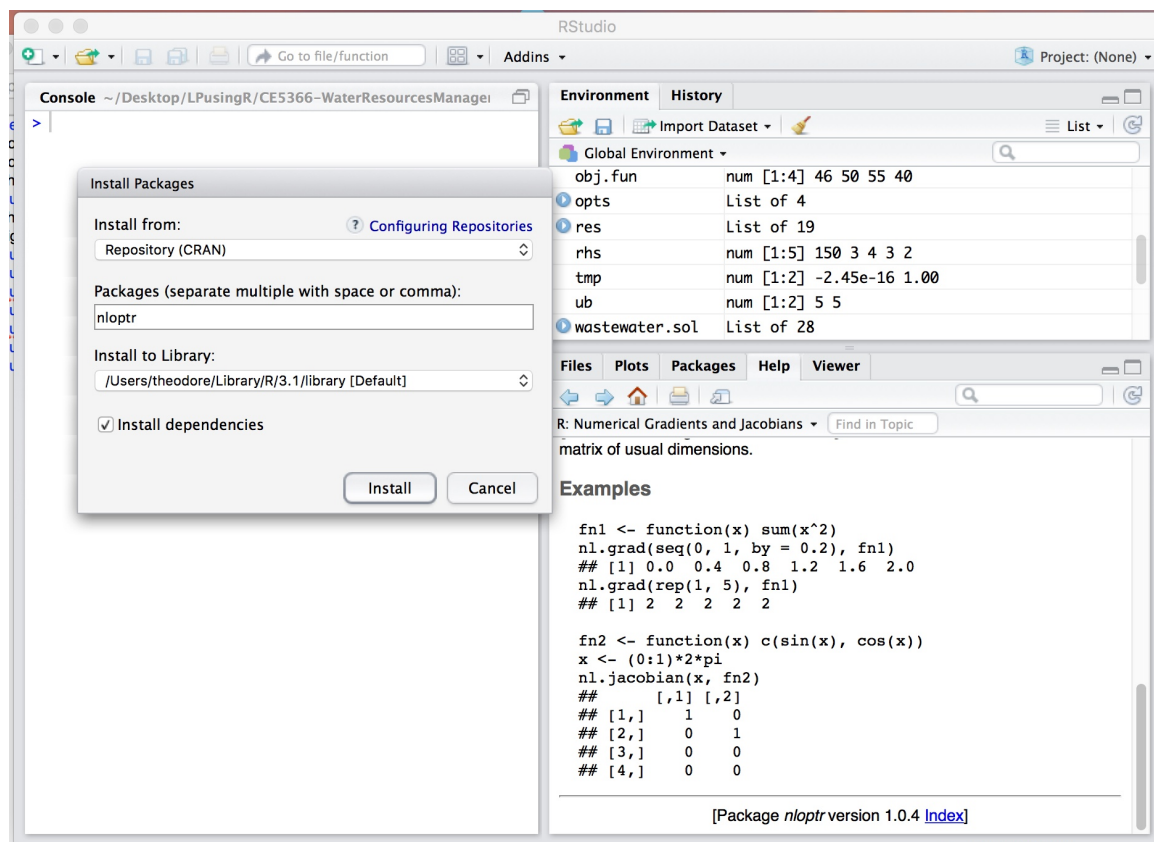 RStudio
Go to file/function
Addins
Project: (None)
Console ~/Desktop/LPusingR/CE5366-WaterResourcesManage
>
Install Packages
Install from:
? Configuring Repositories
Repository (CRAN)
Packages (separate multiple with space or comma):
nloptr
Install to Library:
/Users/theodore/Library/R/3.1/library [Default]
Install dependencies
Install Cancel
Environment History
Import Dataset List
Global Environment
obj.fun num [1:4] 46 50 55 40
opts List of 4
res List of 19
rhs num [1:5] 150 3 4 3 2
tmp num [1:2] -2.45e-16 1.00
ub num [1:2] 5 5
wastewater.sol List of 28
Files Plots Packages Help Viewer
R: Numerical Gradients and Jacobians Find in Topic
matrix of usual dimensions.
Examples
fn1 <- function(x) sum(x^2)
nl.grad(seq(0, 1, by = 0.2), fn1)
## [1] 0.0 0.4 0.8 1.2 1.6 2.0
nl.grad(rep(1, 5), fn1)
## [1] 2 2 2 2 2
fn2 <- function(x) c(sin(x), cos(x))
x <- (0:1)*2*pi
nl.jacobian(x, fn2)
## [,1] [,2]
## [1,] 1 0
## [2,] 0 1
## [3,] 0 0
## [4,] 0 0
[Package nloptr version 1.0.4 Index]